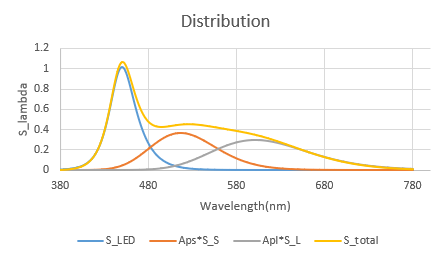 Distribution
S_lambda
1.2
1
0.8
0.6
0.4
0.2
0
380 480 580 680 780
Wavelength(nm)
S_LED Aps*S_S Apl*S_L S_total